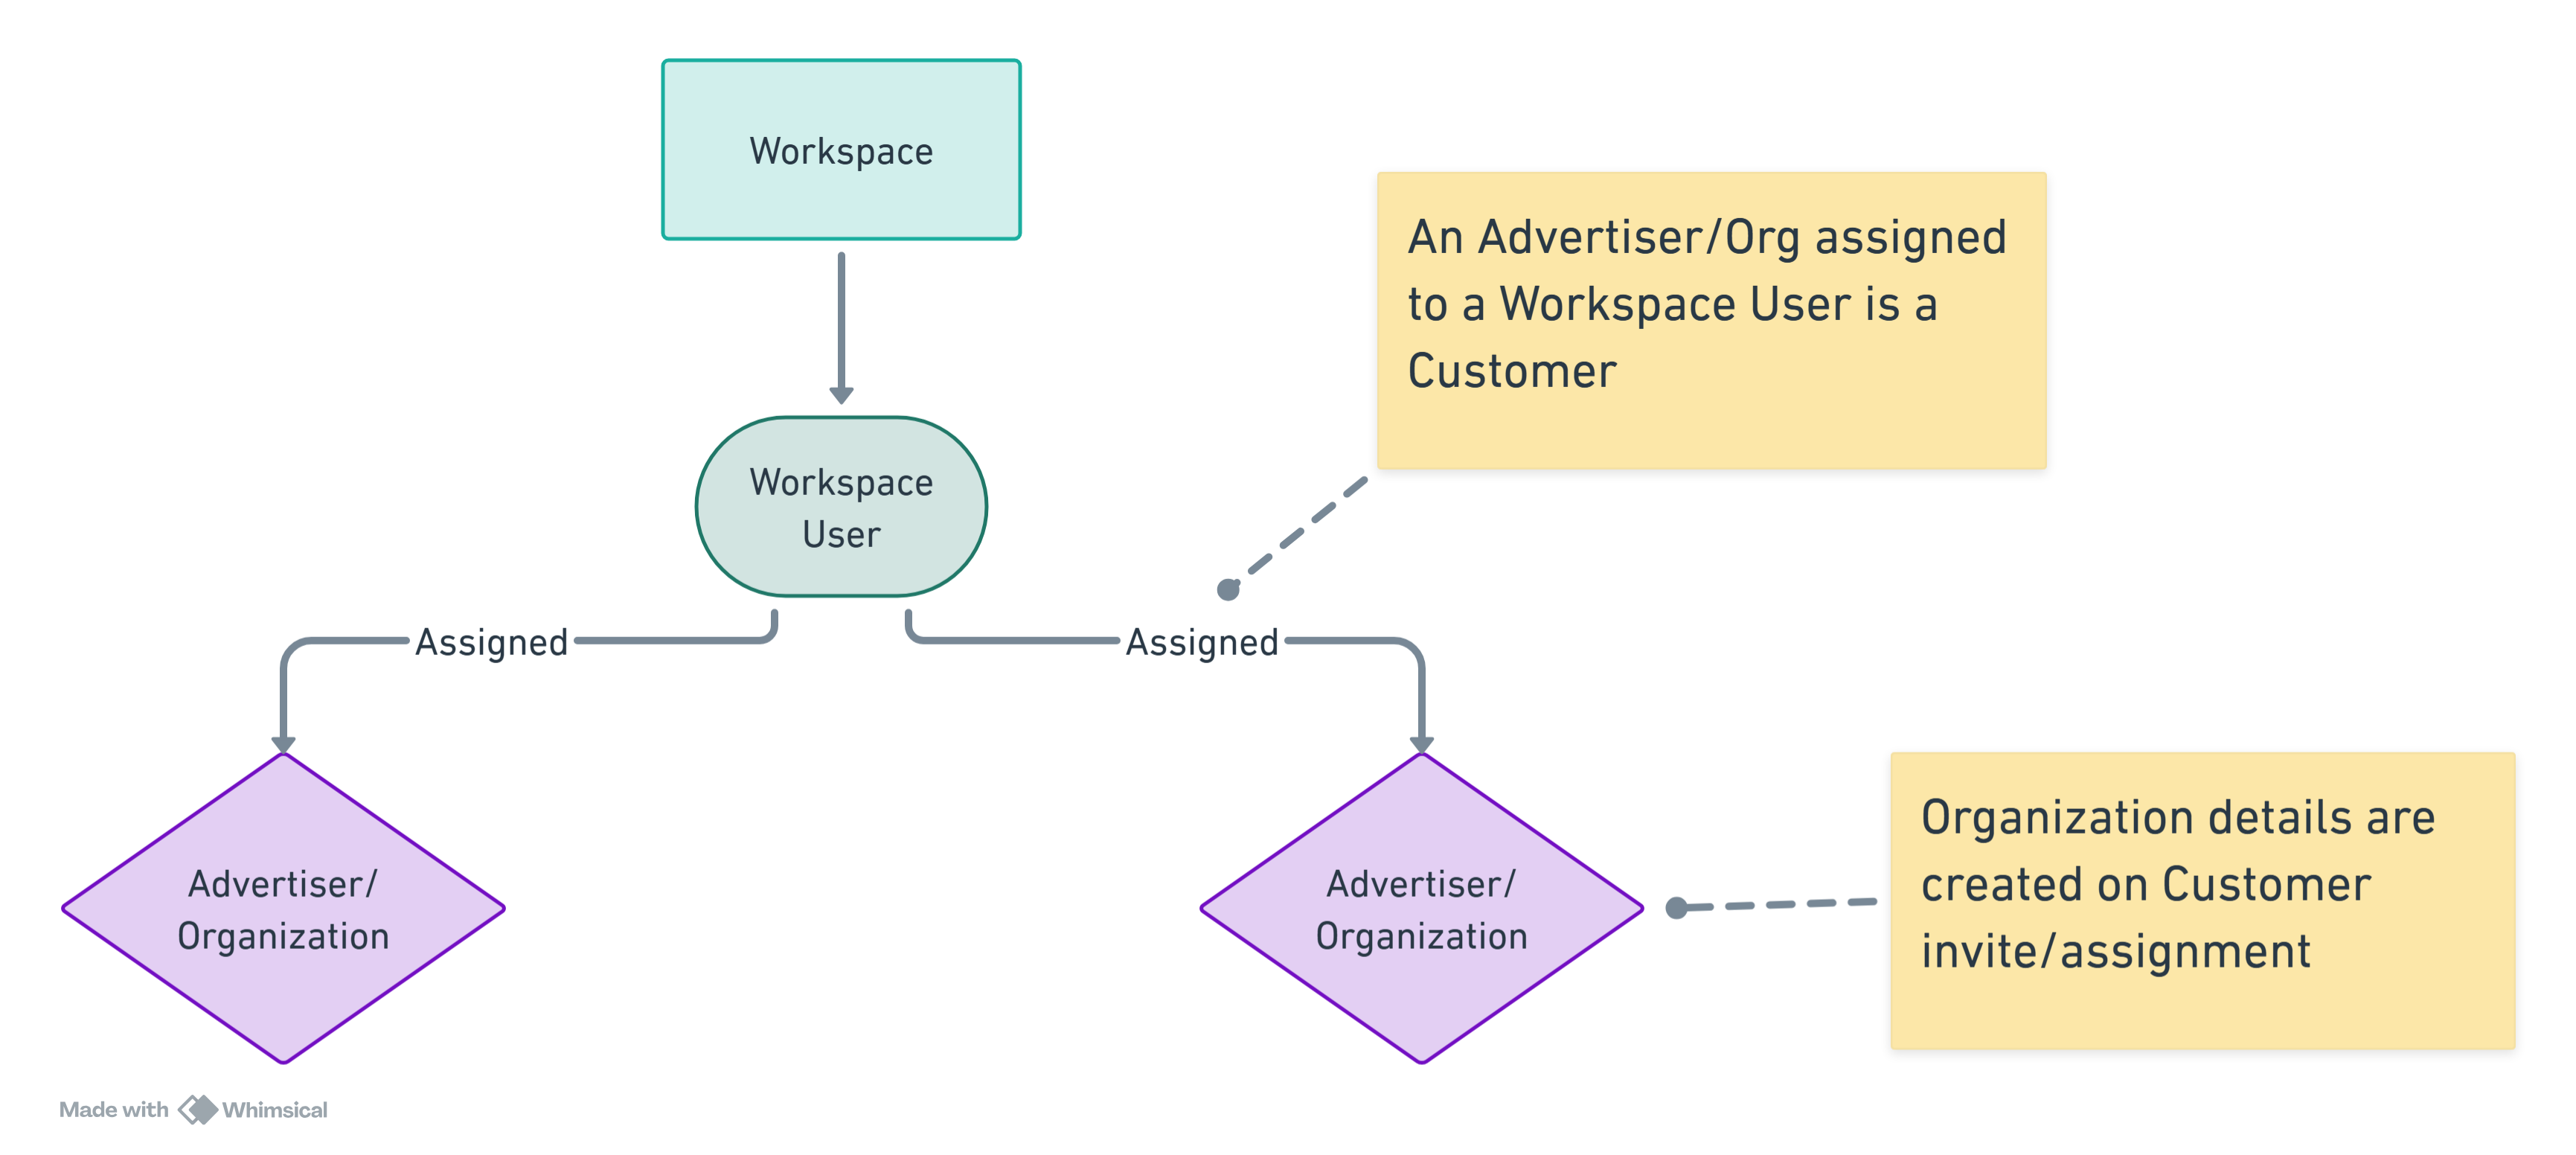 Workspace
An Advertiser/Org assigned
to a Workspace User is a
Customer
Workspace
User
Assigned
Assigned
Advertiser/
Organization
Advertiser/
Organization
Organization details are
created on Customer
invite/assignment
Made with Whimsical